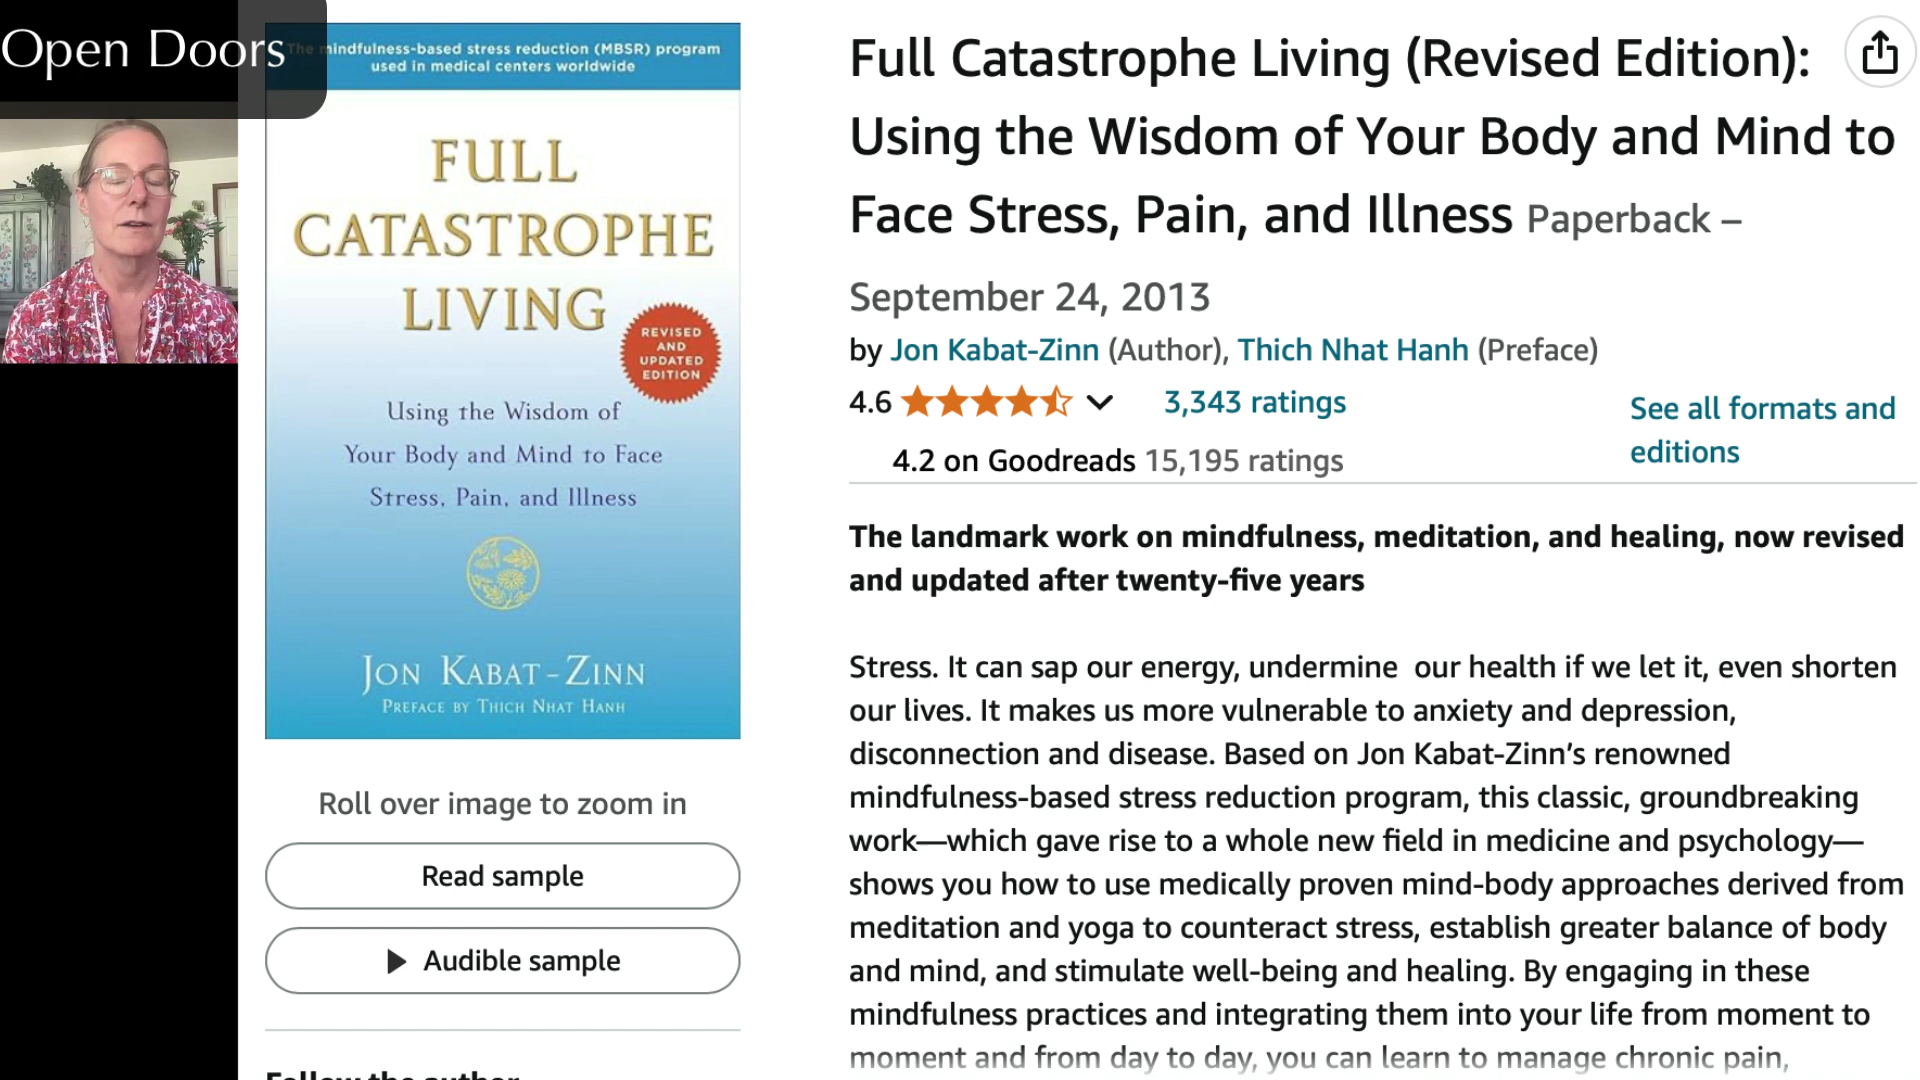 Open Doors
The mindfulness-based stress reduction (MBSR) program
used in medical centers worldwide
FULL
CATASTROPHE
LIVING
REVISED
AND
UPDATED
EDITION
Using the Wisdom of
Your Body and Mind to Face
Stress, Pain, and Illness
JON KABAT-ZINN
PREFACE BY THICH NHAT HANH
Roll over image to zoom in
Read sample
Audible sample
Follow the author
Full Catastrophe Living (Revised Edition):
Using the Wisdom of Your Body and Mind to
Face Stress, Pain, and Illness Paperback –
September 24, 2013
by Jon Kabat-Zinn (Author), Thich Nhat Hanh (Preface)
4.6 3,343 ratings
See all formats and
editions
4.2 on Goodreads 15,195 ratings
The landmark work on mindfulness, meditation, and healing, now revised
and updated after twenty-five years
Stress. It can sap our energy, undermine our health if we let it, even shorten
our lives. It makes us more vulnerable to anxiety and depression,
disconnection and disease. Based on Jon Kabat-Zinn’s renowned
mindfulness-based stress reduction program, this classic, groundbreaking
work—which gave rise to a whole new field in medicine and psychology—
shows you how to use medically proven mind-body approaches derived from
meditation and yoga to counteract stress, establish greater balance of body
and mind, and stimulate well-being and healing. By engaging in these
mindfulness practices and integrating them into your life from moment to
moment and from day to day, you can learn to manage chronic pain,